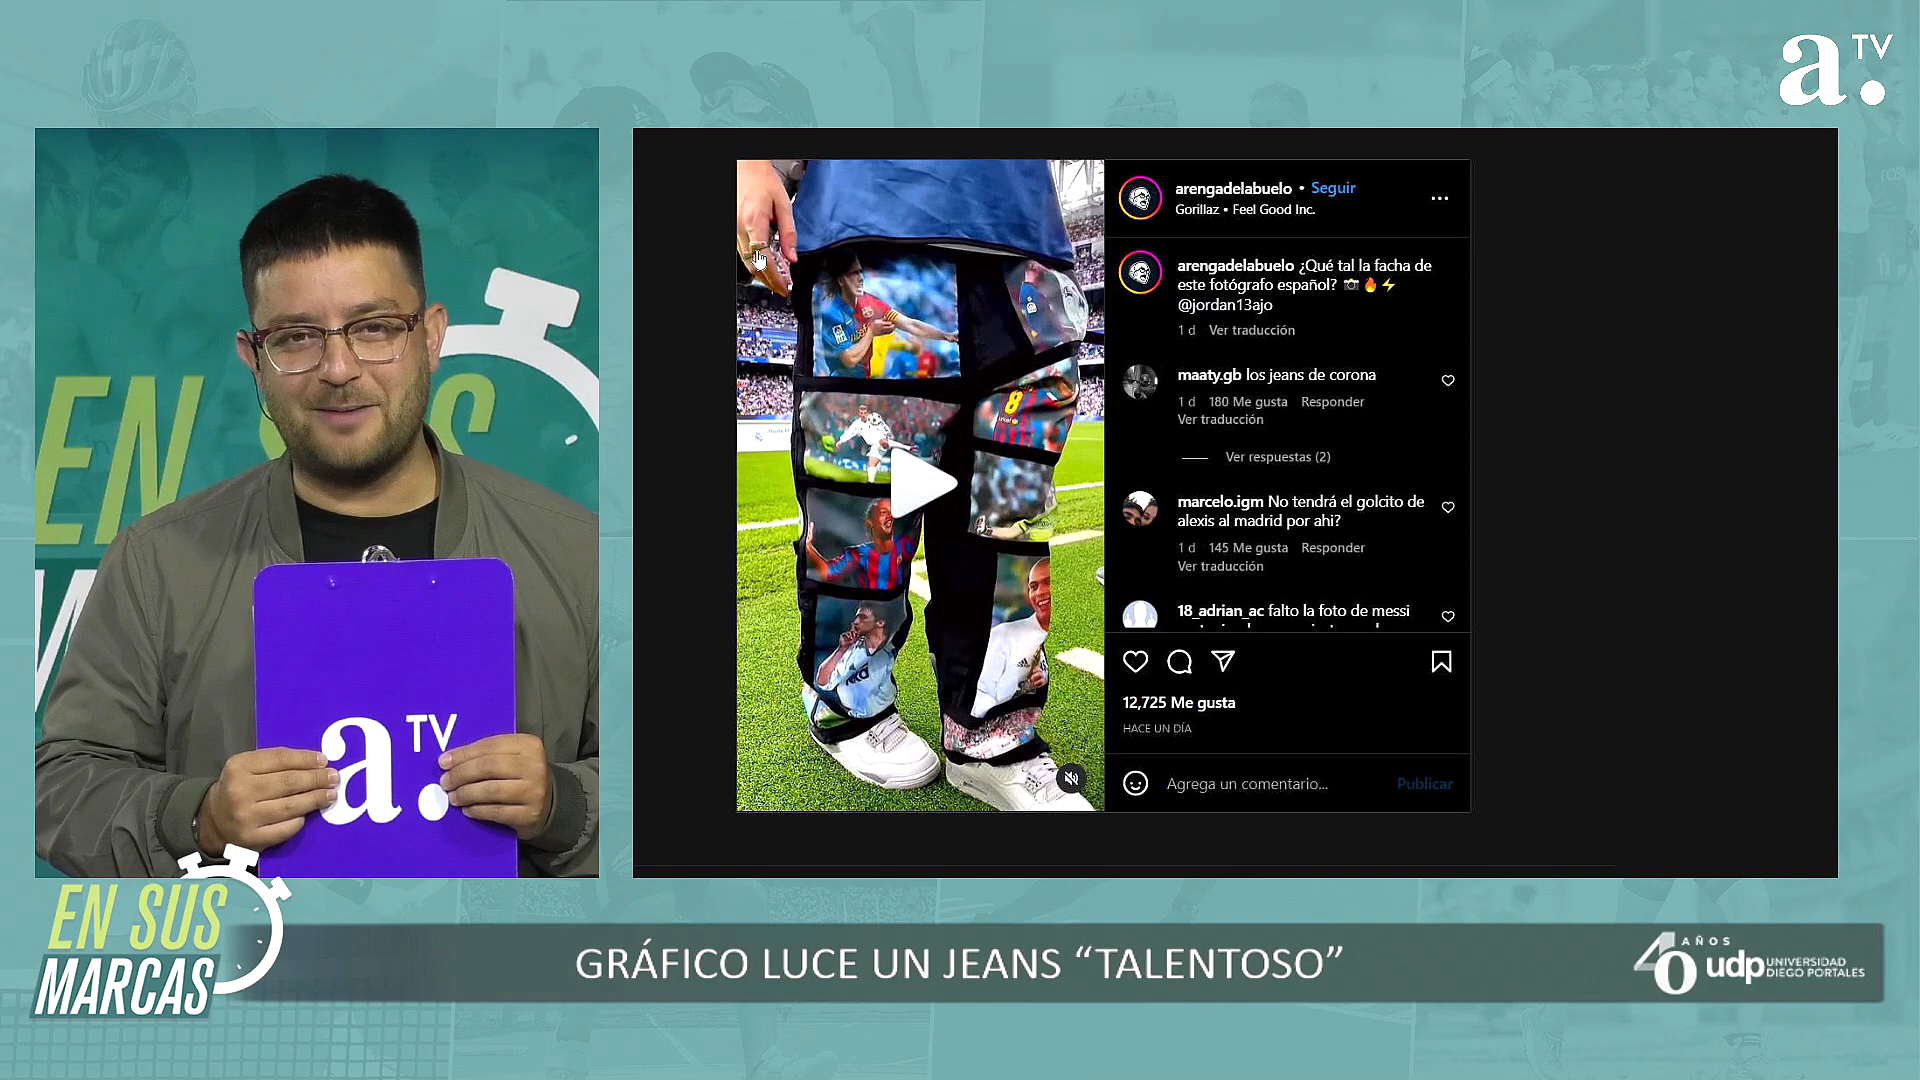 a. TV
EN SUS
a. TV
arengadelabuelo • Seguir
Gorillaz • Feel Good Inc.
arengadelabuelo ¿Qué tal la facha de
este fotógrafo español? 📷🔥⚡
@jordan13ajo
1 d Ver traducción
maaty.gb los jeans de corona
1 d 180 Me gusta Responder
Ver traducción
Ver respuestas (2)
marcelo.igm No tendrá el golcito de
alexis al madrid por ahi?
1 d 145 Me gusta Responder
Ver traducción
18_adrian_ac falto la foto de messi
8
12,725 Me gusta
HACE UN DÍA
Agrega un comentario... Publicar
EN SUS
MARCAS
GRÁFICO LUCE UN JEANS “TALENTOSO”
40 AÑOS
udp UNIVERSIDAD
DIEGO PORTALES